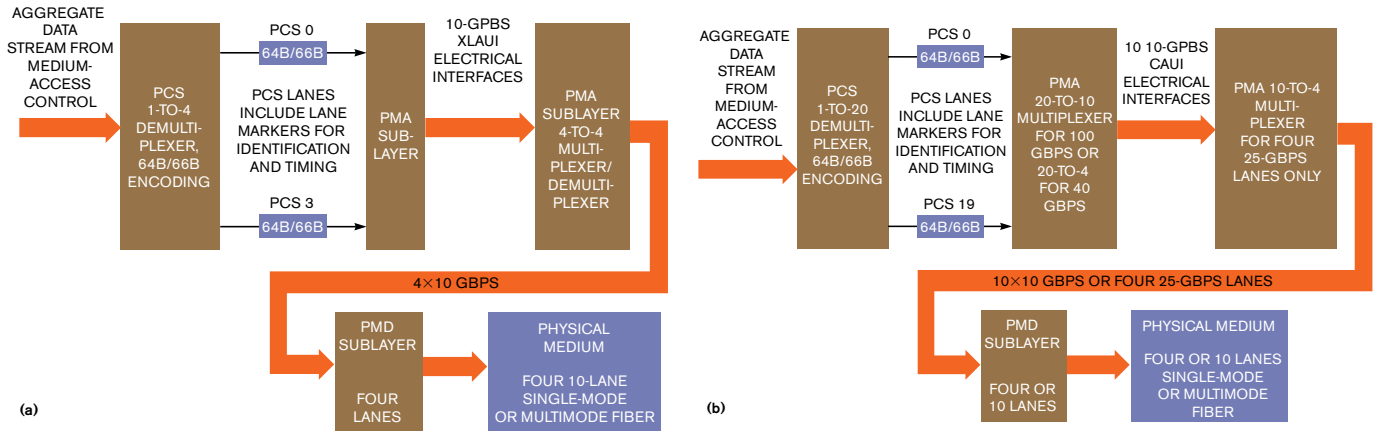 AGGREGATE
DATA
STREAM FROM
MEDIUM-
ACCESS
CONTROL
PCS
1-TO-4
DEMULTI-
PLEXER,
64B/66B
ENCODING
PCS 0
64B/66B
PCS LANES
INCLUDE LANE
MARKERS FOR
IDENTIFICATION
AND TIMING
PCS 3
64B/66B
PMA
SUB-
LAYER
10-GPBS
XLAUI
ELECTRICAL
INTERFACES
PMA
SUBLAYER
4-TO-4
MULTI-
PLEXER/
DEMULTI-
PLEXER
4×10 GBPS
PMD
SUBLAYER
FOUR
LANES
PHYSICAL
MEDIUM
FOUR 10-LANE
SINGLE-MODE
OR MULTIMODE FIBER
(a)
AGGREGATE
DATA
STREAM
FROM
MEDIUM-
ACCESS
CONTROL
PCS
1-TO-20
DEMULTI-
PLEXER,
64B/66B
ENCODING
PCS 0
64B/66B
PCS LANES
INCLUDE LANE
MARKERS FOR
IDENTIFICATION
AND TIMING
PCS 19
64B/66B
PMA
20-TO-10
MULTIPLEXER
FOR 100
GBPS OR
20-TO-4
FOR 40
GBPS
10 10-GPBS
CAUI
ELECTRICAL
INTERFACES
PMA 10-TO-4
MULTI-
PLEXER
FOR FOUR
25-GBPS
LANES ONLY
10×10 GBPS OR FOUR 25-GBPS LANES
PMD
SUBLAYER
FOUR OR
10 LANES
PHYSICAL MEDIUM
FOUR OR 10 LANES
SINGLE-MODE
OR MULTIMODE
FIBER
(b)